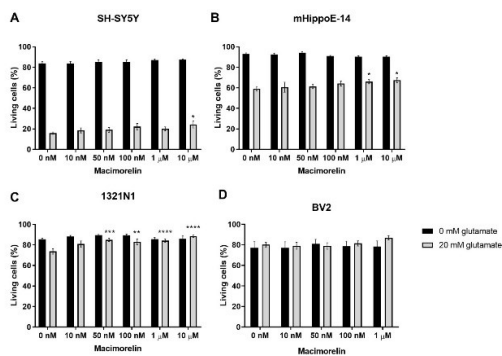 A
SH-SY5Y
Living cells (%)
100
80
60
40
20
0
*
0 nM 10 nM 50 nM 100 nM 1 μM 10 μM
Macimorelin
B
mHippoE-14
Living cells (%)
100
80
60
40
20
0
* *
0 nM 10 nM 50 nM 100 nM 1 μM 10 μM
Macimorelin
C
1321N1
Living cells (%)
100
80
60
40
20
0
*** ** **** ****
0 nM 10 nM 50 nM 100 nM 1 μM 10 μM
Macimorelin
D
BV2
Living cells (%)
100
80
60
40
20
0
0 nM 10 nM 50 nM 100 nM 1 μM
Macimorelin
0 mM glutamate
20 mM glutamate